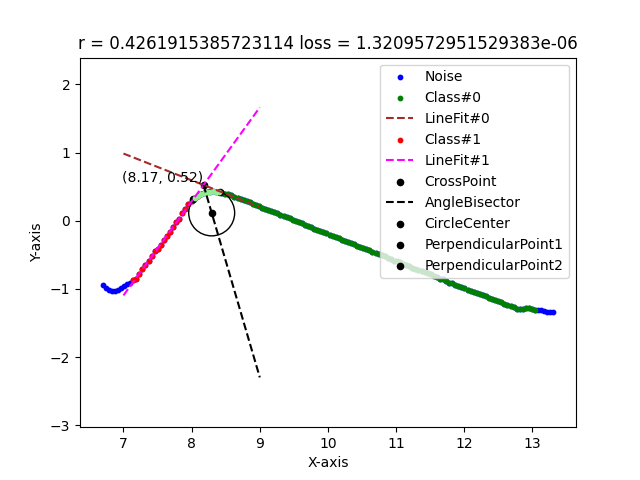 r = 0.4261915385723114 loss = 1.3209572951529383e-06
Noise
Class#0
LineFit#0
Class#1
LineFit#1
CrossPoint
AngleBisector
CircleCenter
PerpendicularPoint1
PerpendicularPoint2
(8.17, 0.52)
2
1
0
−1
−2
−3
Y-axis
7 8 9 10 11 12 13
X-axis